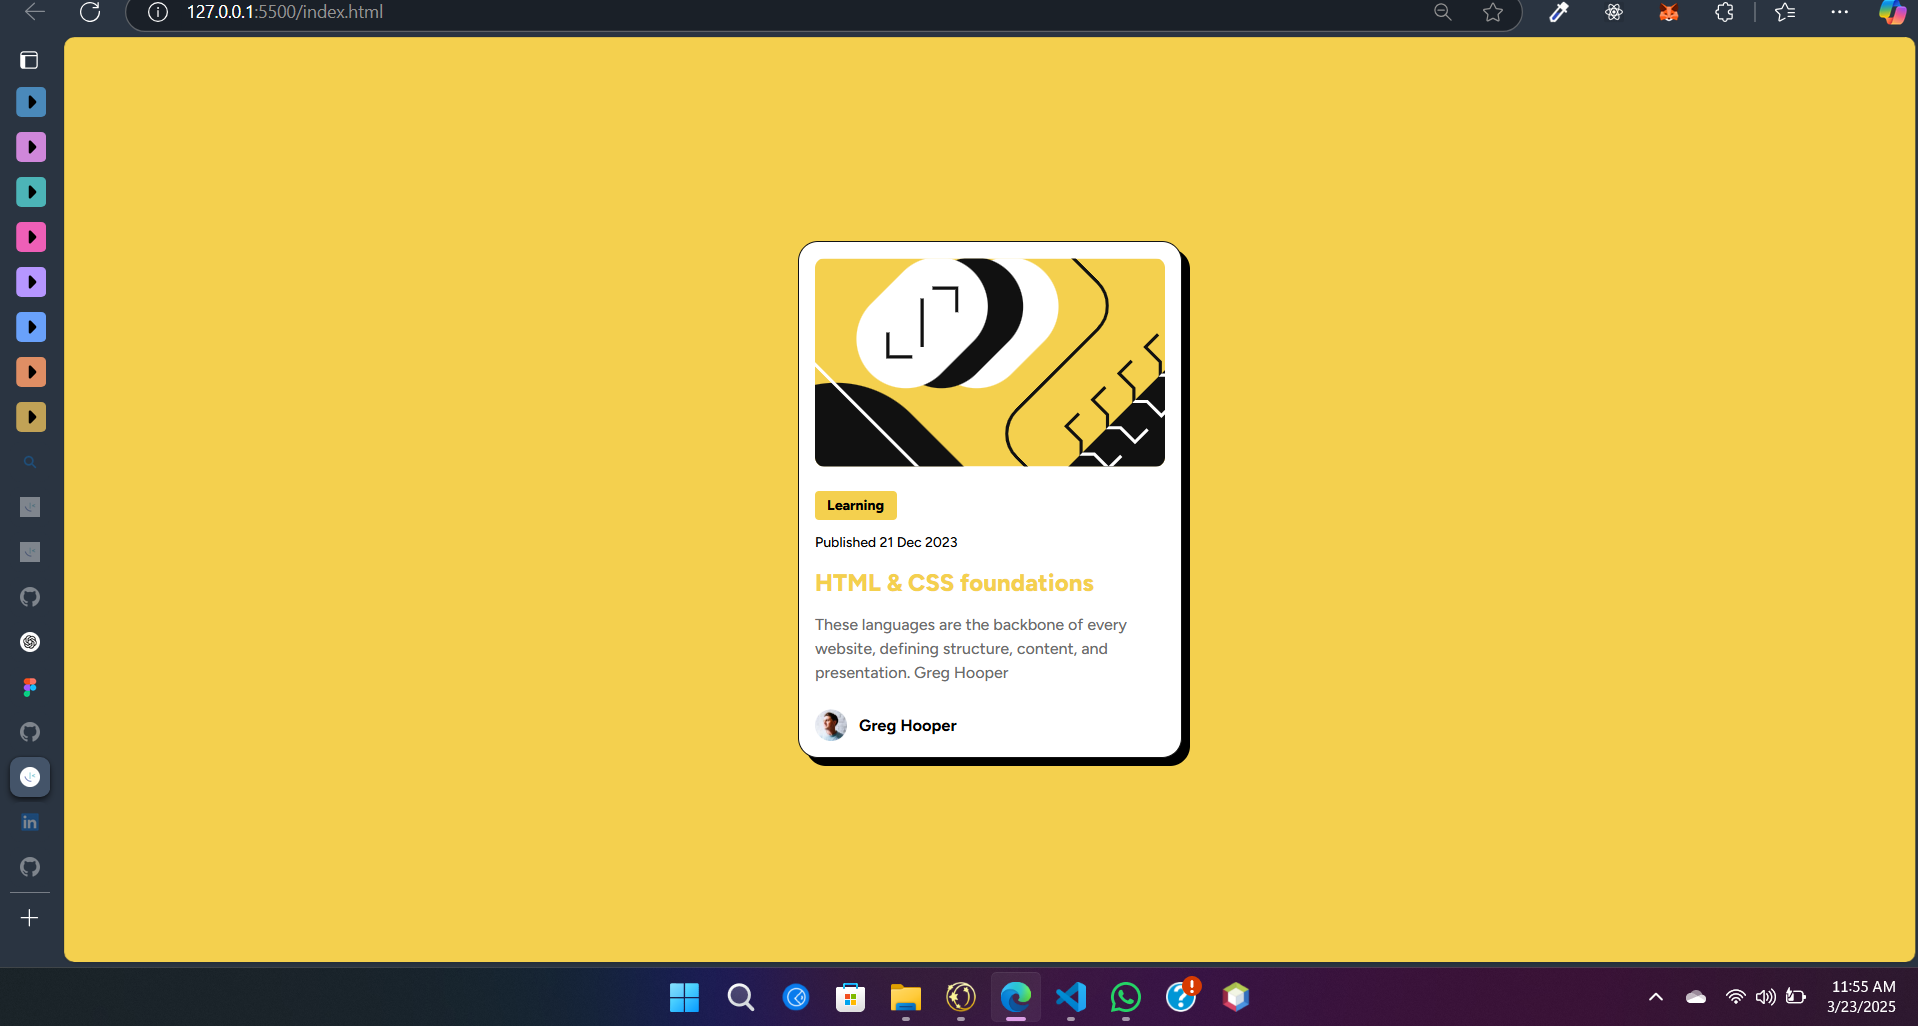 127.0.0.1:5500/index.html
Learning
Published 21 Dec 2023
HTML & CSS foundations
These languages are the backbone of every
website, defining structure, content, and
presentation. Greg Hooper
Greg Hooper
in
11:55 AM
3/23/2025